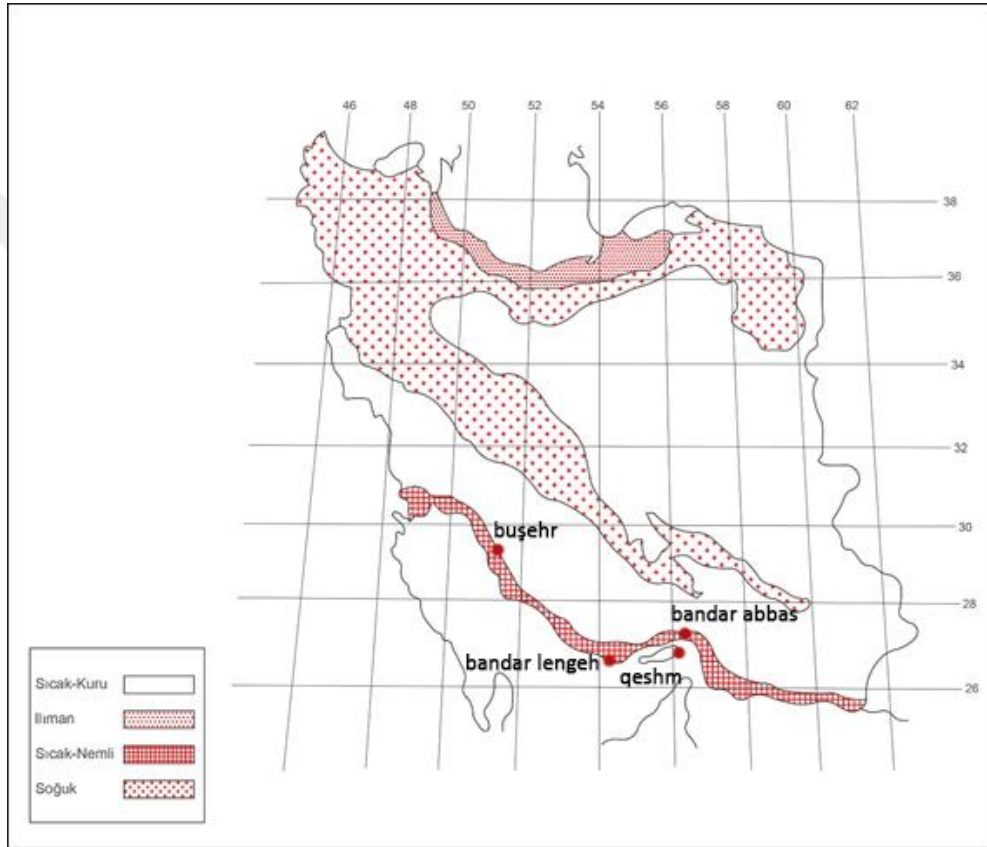 46 48 50 52 54 56 58 60 62
38
36
34
32
30
buşehr
28
bandar abbas
bandar lengeh
qeshm
26
Sıcak-Kuru
Ilıman
Sıcak-Nemli
Soğuk